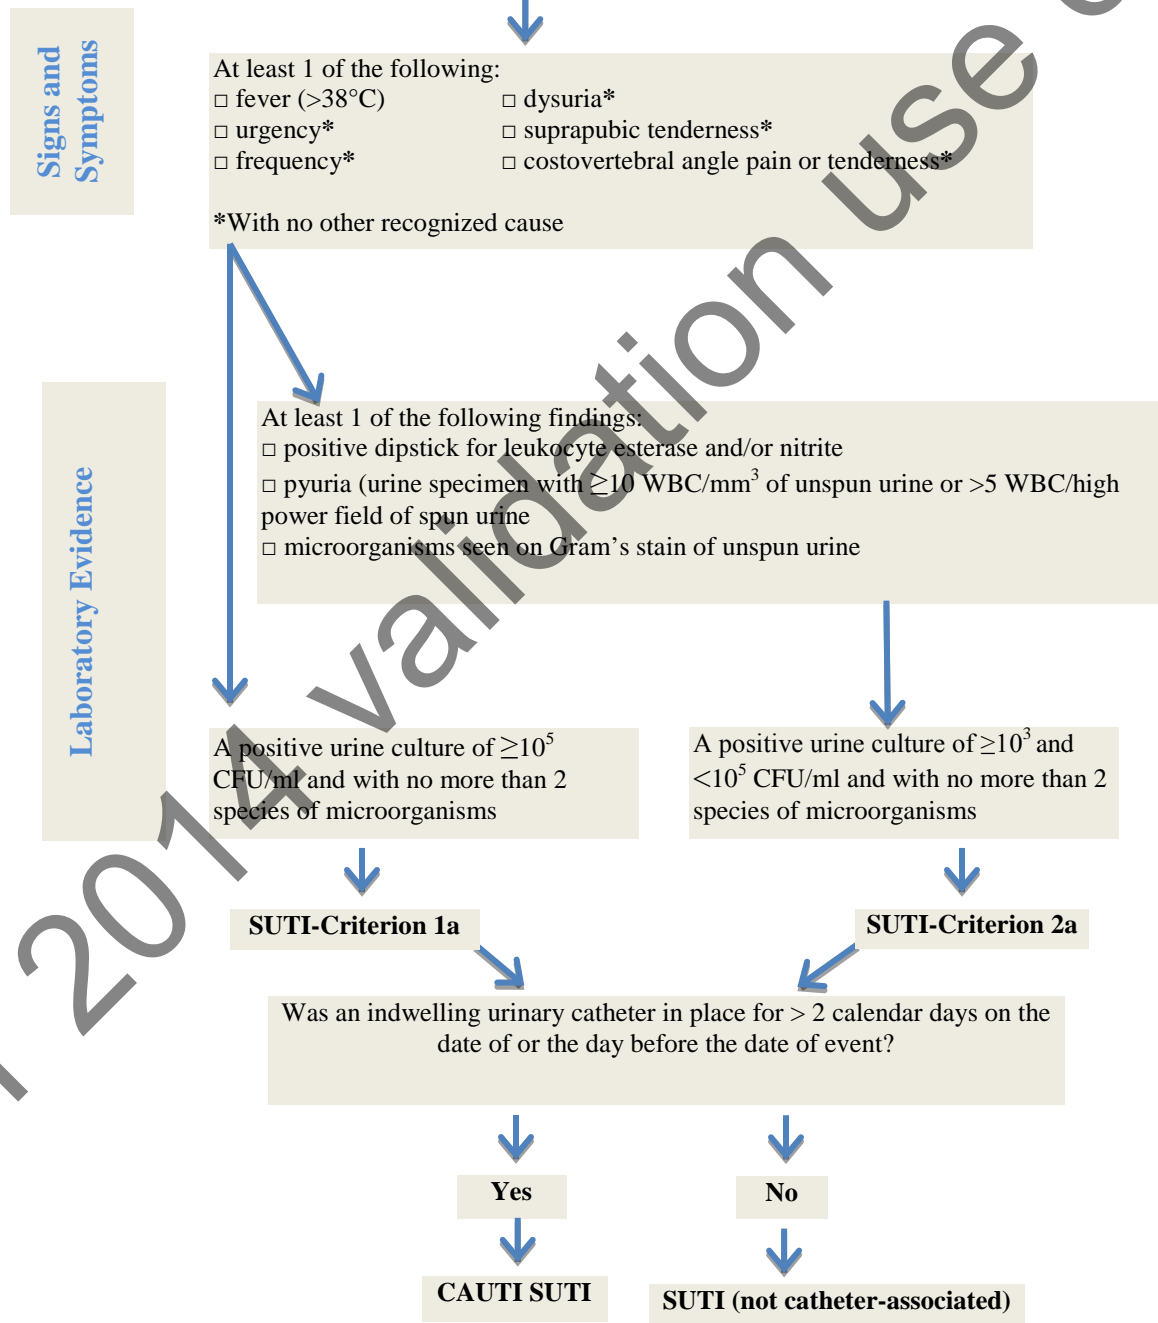 Signs and
Symptoms
At least 1 of the following:
□ fever (>38°C) □ dysuria*
□ urgency* □ suprapubic tenderness*
□ frequency* □ costovertebral angle pain or tenderness*
*With no other recognized cause
Laboratory Evidence
At least 1 of the following findings:
□ positive dipstick for leukocyte esterase and/or nitrite
□ pyuria (urine specimen with ≥10 WBC/mm³ of unspun urine or >5 WBC/high
power field of spun urine
□ microorganisms seen on Gram's stain of unspun urine
A positive urine culture of ≥10⁵
CFU/ml and with no more than 2
species of microorganisms
A positive urine culture of ≥10³ and
<10⁵ CFU/ml and with no more than 2
species of microorganisms
SUTI-Criterion 1a
SUTI-Criterion 2a
Was an indwelling urinary catheter in place for > 2 calendar days on the
date of or the day before the date of event?
Yes
No
CAUTI SUTI
SUTI (not catheter-associated)
2014 validation use